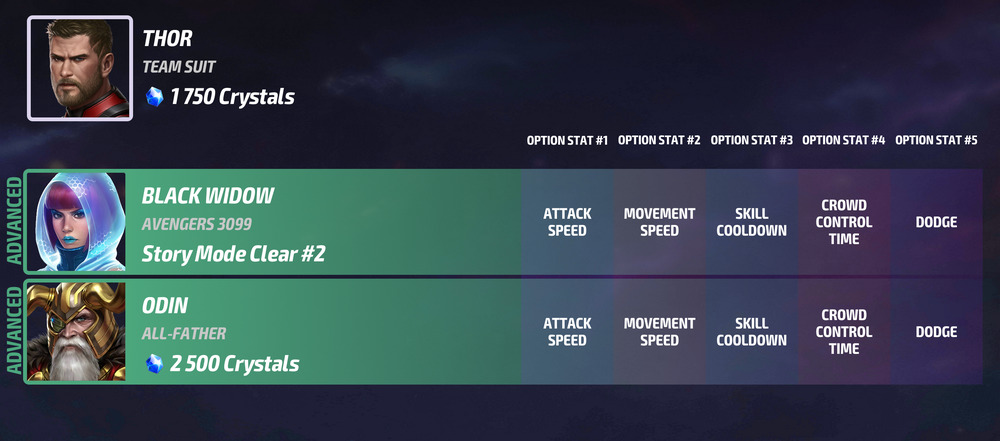 THOR
TEAM SUIT
1 750 Crystals
OPTION STAT #1 OPTION STAT #2 OPTION STAT #3 OPTION STAT #4 OPTION STAT #5
ADVANCED
BLACK WIDOW
AVENGERS 3099
Story Mode Clear #2
ATTACK
SPEED
MOVEMENT
SPEED
SKILL
COOLDOWN
CROWD
CONTROL
TIME
DODGE
ADVANCED
ODIN
ALL-FATHER
2 500 Crystals
ATTACK
SPEED
MOVEMENT
SPEED
SKILL
COOLDOWN
CROWD
CONTROL
TIME
DODGE